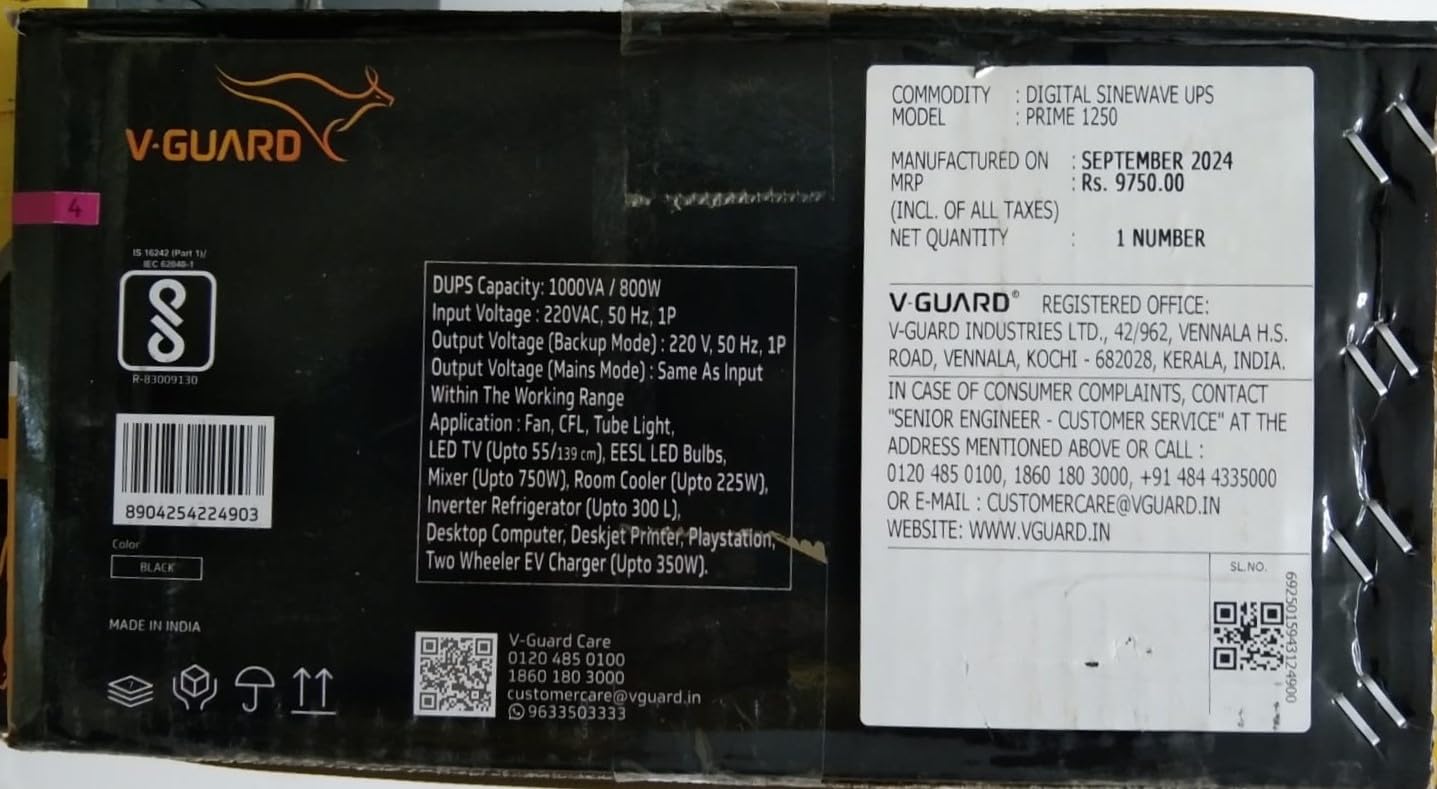 V-GUARD
4
IS 16242 (Part 1)/
IEC 62040-1
R-83009130
8904254224903
Color
BLACK
MADE IN INDIA
7
DUPS Capacity: 1000VA / 800W
Input Voltage : 220VAC, 50 Hz, 1P
Output Voltage (Backup Mode) : 220 V, 50 Hz, 1P
Output Voltage (Mains Mode) : Same As Input
Within The Working Range
Application : Fan, CFL, Tube Light,
LED TV (Upto 55/139 cm), EESL LED Bulbs,
Mixer (Upto 750W), Room Cooler (Upto 225W),
Inverter Refrigerator (Upto 300 L),
Desktop Computer, Deskjet Printer, Playstation,
Two Wheeler EV Charger (Upto 350W).
V-Guard Care
0120 485 0100
1860 180 3000
customercare@vguard.in
9633503333
COMMODITY : DIGITAL SINEWAVE UPS
MODEL : PRIME 1250
MANUFACTURED ON : SEPTEMBER 2024
MRP : Rs. 9750.00
(INCL. OF ALL TAXES)
NET QUANTITY : 1 NUMBER
V-GUARD® REGISTERED OFFICE:
V-GUARD INDUSTRIES LTD., 42/962, VENNALA H.S.
ROAD, VENNALA, KOCHI - 682028, KERALA, INDIA.
IN CASE OF CONSUMER COMPLAINTS, CONTACT
"SENIOR ENGINEER - CUSTOMER SERVICE" AT THE
ADDRESS MENTIONED ABOVE OR CALL :
0120 485 0100, 1860 180 3000, +91 484 4335000
OR E-MAIL : CUSTOMERCARE@VGUARD.IN
WEBSITE: WWW.VGUARD.IN
SL.NO.
6925015943124900